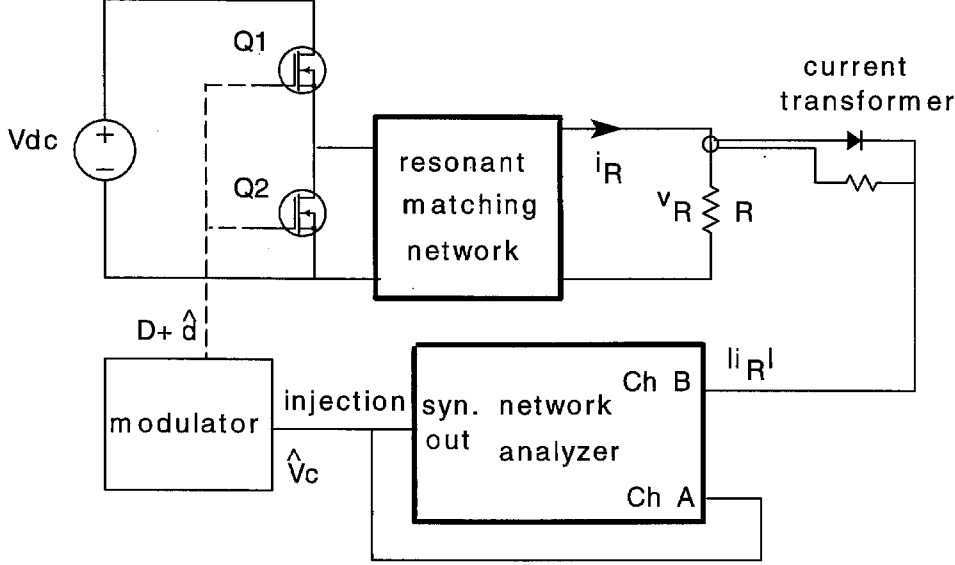 Q1
current
transformer
Vdc
+
−
resonant
matching
network
i_R
Q2
v_R R
D+ d̂
|i_R|
Ch B
injection
syn. network
out analyzer
modulator
V̂c
Ch A